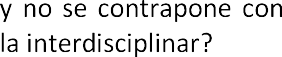 y no se contrapone con
la interdisciplinar?